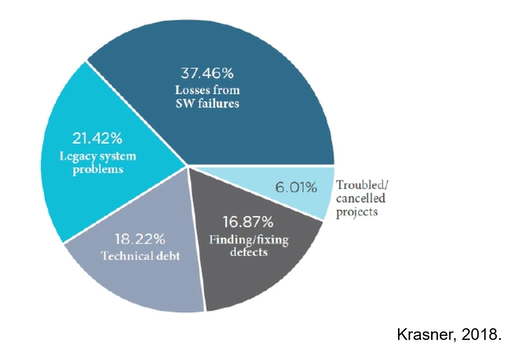 37.46%
Losses from
SW failures
21.42%
Legacy system
problems
6.01%
Troubled/
cancelled
projects
16.87%
Finding/fixing
defects
18.22%
Technical debt
Krasner, 2018.